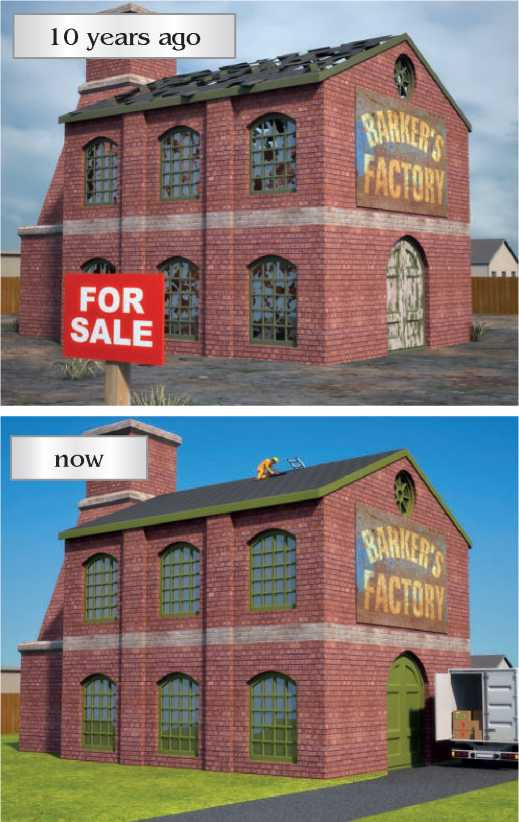 10 years ago
BARKER'S
FACTORY
FOR
SALE
now
BARKER'S
FACTORY